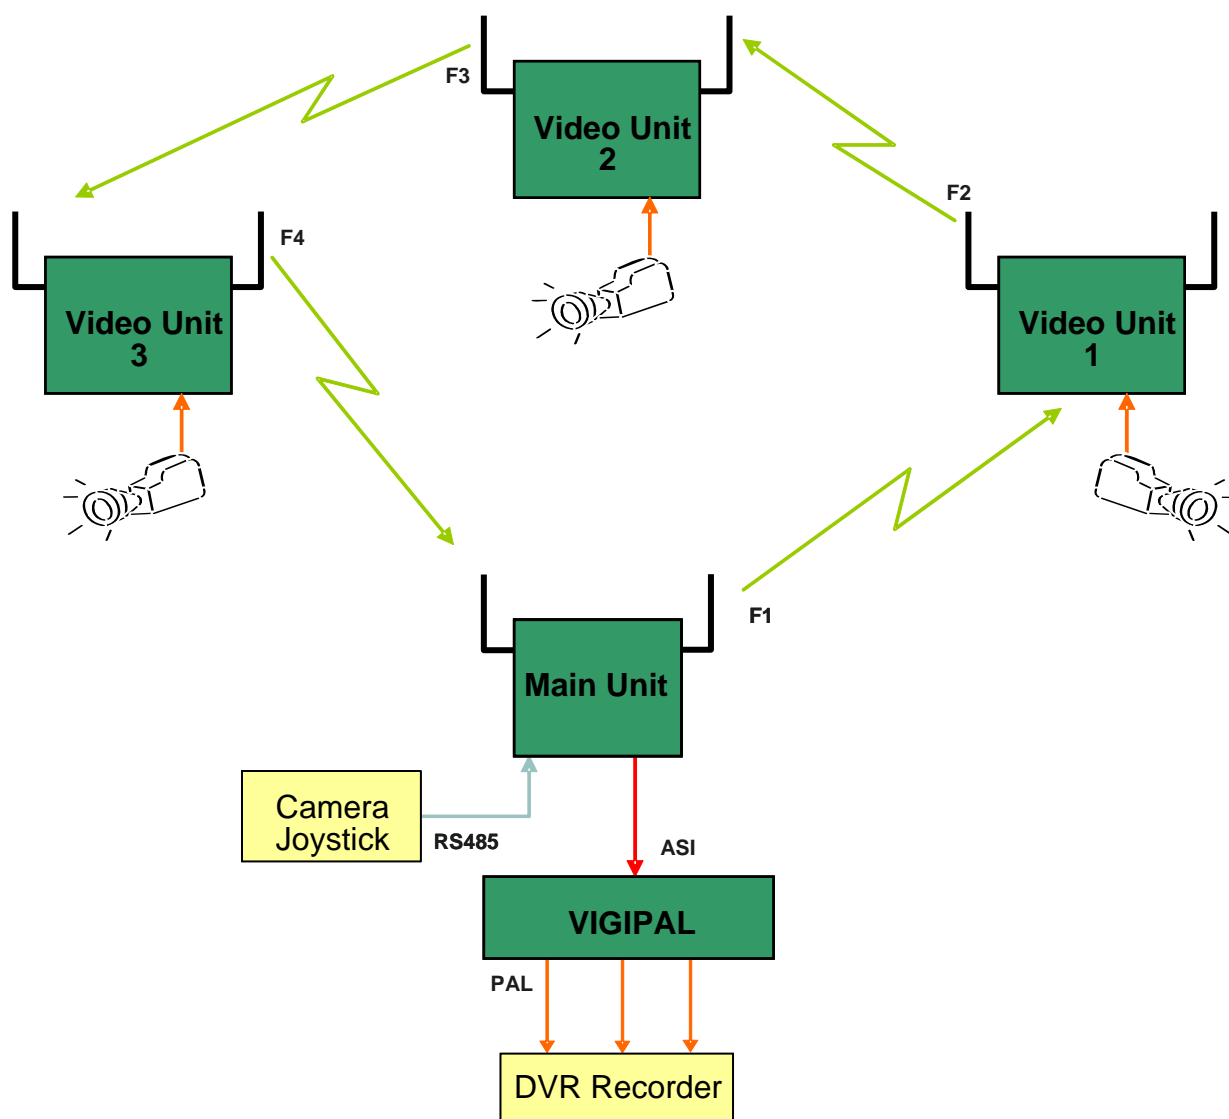 F3
Video Unit
2
F2
F4
Video Unit
3
Video Unit
1
F1
Main Unit
Camera
Joystick
RS485
ASI
VIGIPAL
PAL
DVR Recorder